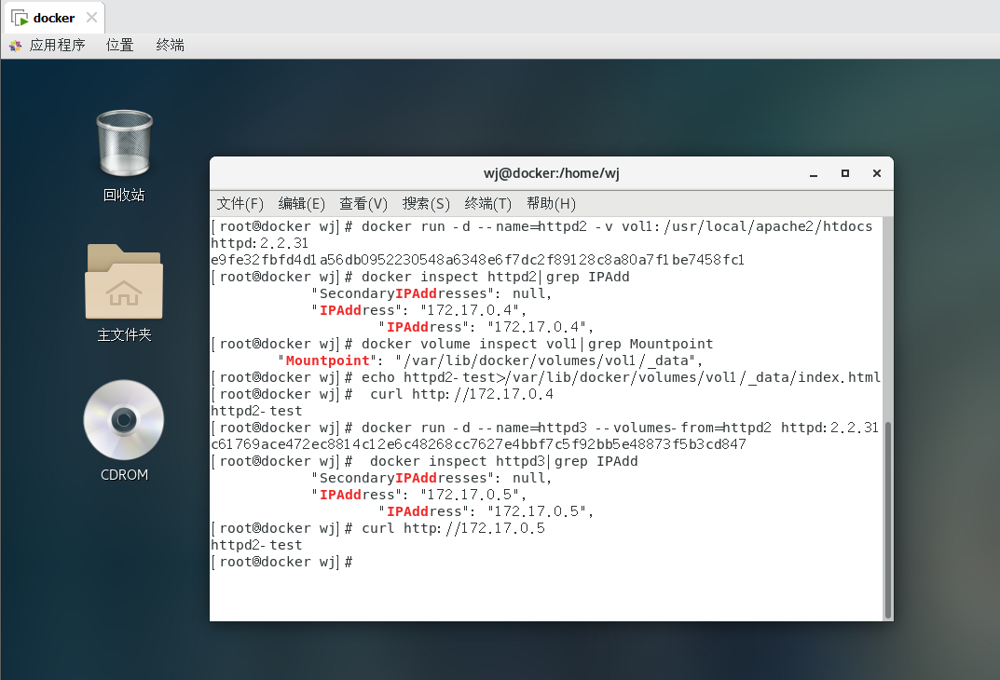 docker
应用程序 位置 终端
回收站
主文件夹
CDROM
wj@docker:/home/wj
文件(F) 编辑(E) 查看(V) 搜索(S) 终端(T) 帮助(H)
[root@docker wj]# docker run -d --name=httpd2 -v vol1:/usr/local/apache2/htdocs
httpd:2.2.31
e9fe32fbfd4d1a56db0952230548a6348e6f7dc2f89128c8a80a7f1be7458fc1
[root@docker wj]# docker inspect httpd2|grep IPAdd
"SecondaryIPAddresses": null,
"IPAddress": "172.17.0.4",
"IPAddress": "172.17.0.4",
[root@docker wj]# docker volume inspect vol1|grep Mountpoint
"Mountpoint": "/var/lib/docker/volumes/vol1/_data",
[root@docker wj]# echo httpd2-test>/var/lib/docker/volumes/vol1/_data/index.html
[root@docker wj]#  curl http://172.17.0.4
httpd2-test
[root@docker wj]# docker run -d --name=httpd3 --volumes-from=httpd2 httpd:2.2.31
c61769ace472ec8814c12e6c48268cc7627e4bbf7c5f92bb5e48873f5b3cd847
[root@docker wj]#  docker inspect httpd3|grep IPAdd
"SecondaryIPAddresses": null,
"IPAddress": "172.17.0.5",
"IPAddress": "172.17.0.5",
[root@docker wj]# curl http://172.17.0.5
httpd2-test
[root@docker wj]#